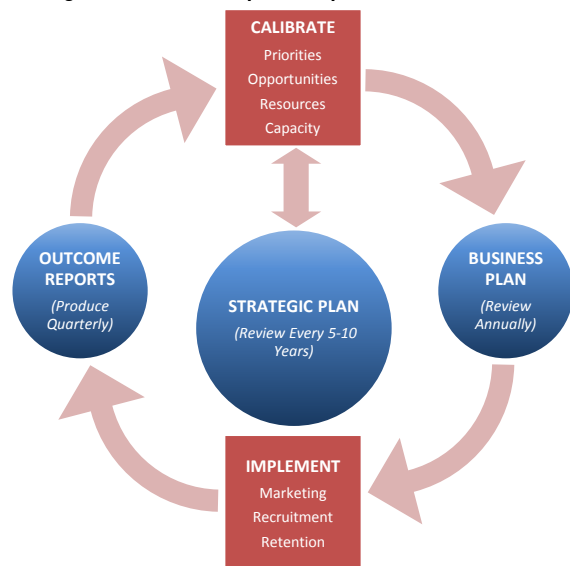 CALIBRATE
Priorities
Opportunities
Resources
Capacity
OUTCOME
REPORTS
(Produce
Quarterly)
STRATEGIC PLAN
(Review Every 5-10
Years)
BUSINESS
PLAN
(Review
Annually)
IMPLEMENT
Marketing
Recruitment
Retention